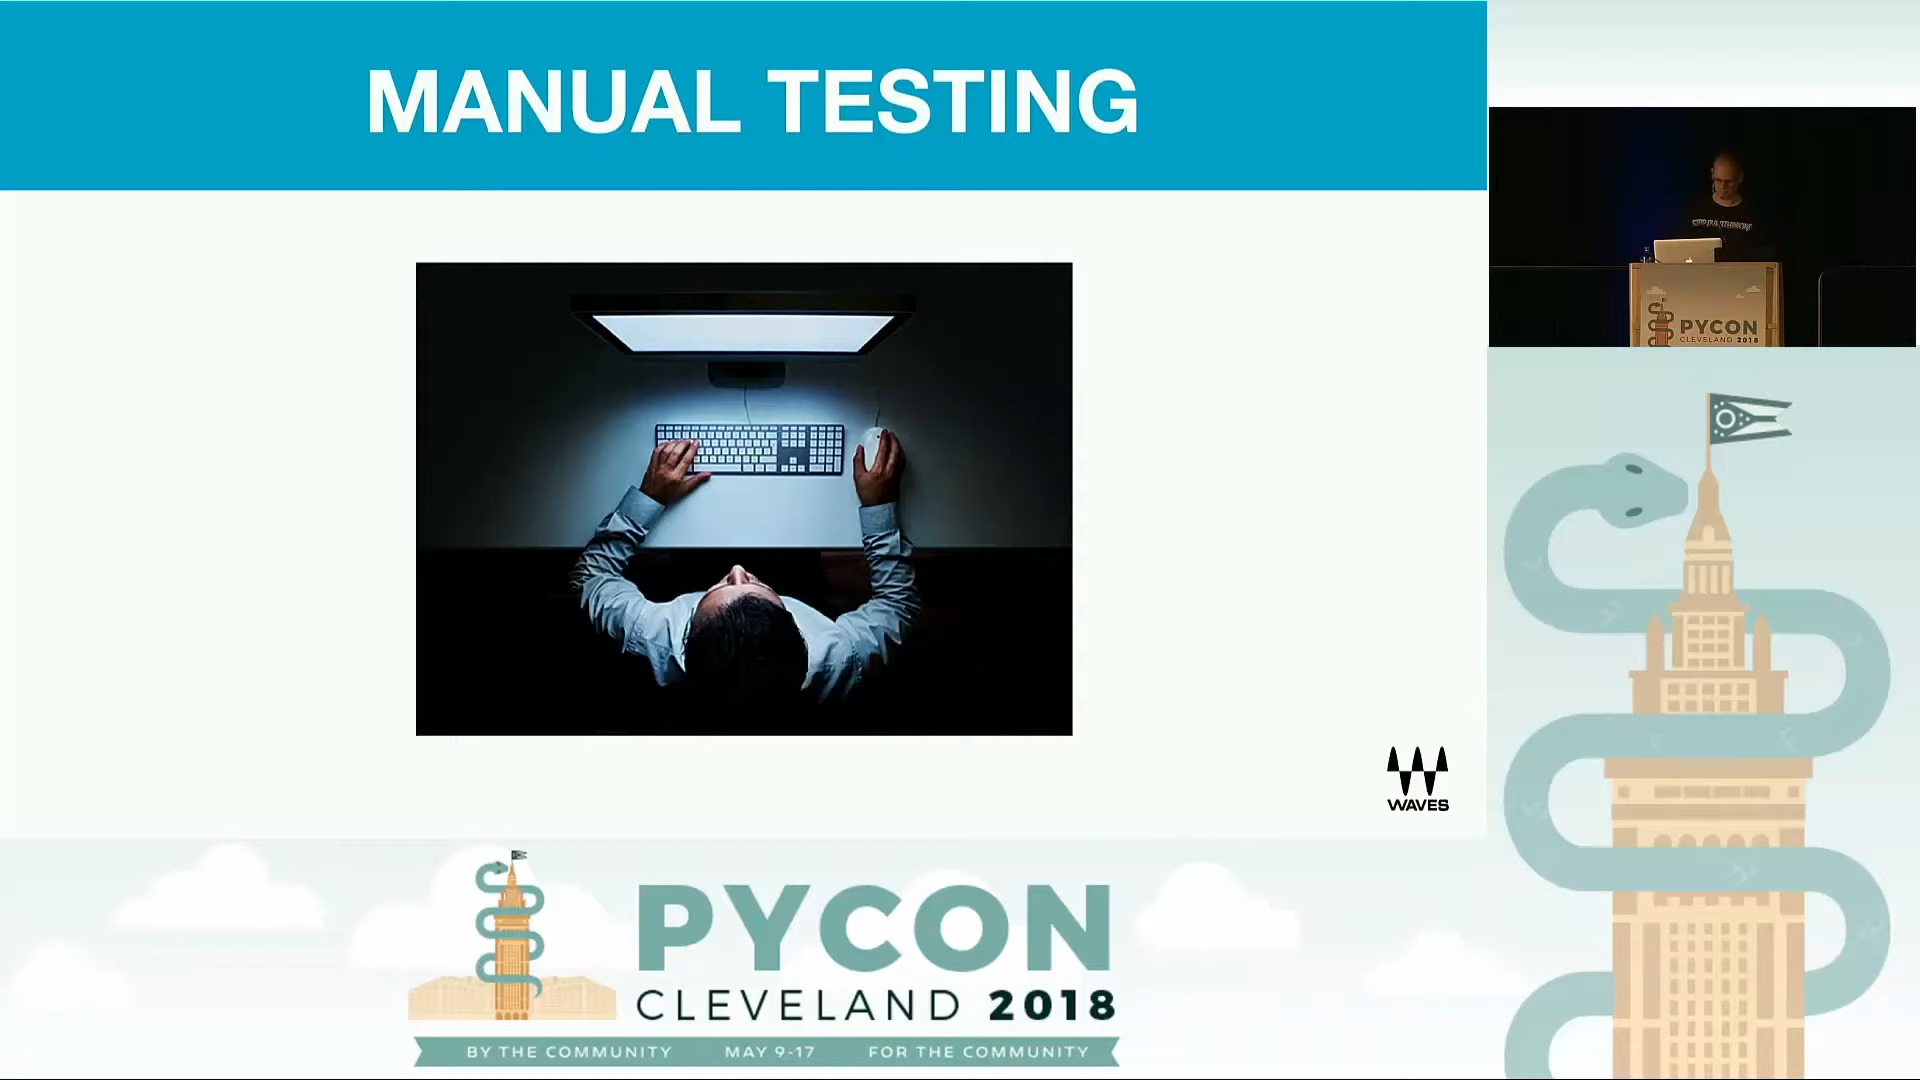 MANUAL TESTING
WAVES
PYCON
CLEVELAND 2018
PYCON
CLEVELAND 2018
BY THE COMMUNITY MAY 9-17 FOR THE COMMUNITY